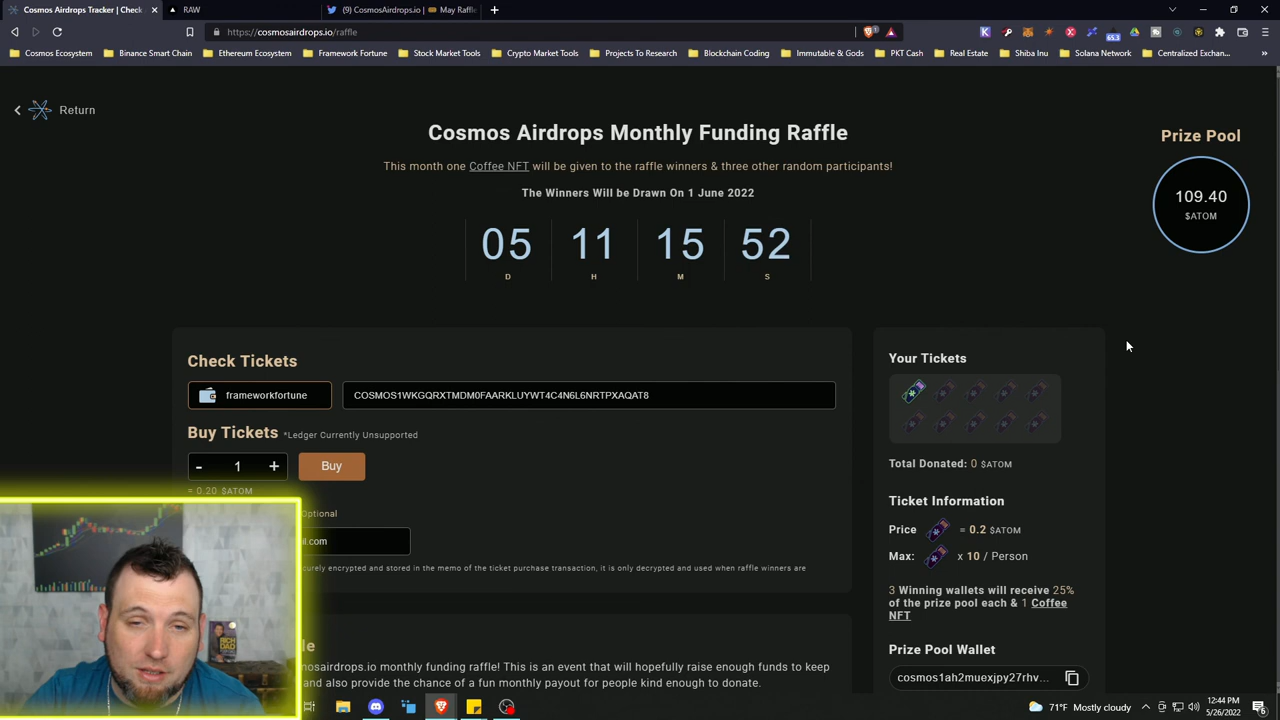 Cosmos Airdrops Tracker | Check
RAW
(9) CosmosAirdrops.io | May Raffle
https://cosmosairdrops.io/raffle
Cosmos Ecosystem
Binance Smart Chain
Ethereum Ecosystem
Framework Fortune
Stock Market Tools
Crypto Market Tools
Projects To Research
Blockchain Coding
Immutable & Gods
PKT Cash
Real Estate
Shiba Inu
Solana Network
Centralized Exchan...
Return
Cosmos Airdrops Monthly Funding Raffle
This month one Coffee NFT will be given to the raffle winners & three other random participants!
The Winners Will be Drawn On 1 June 2022
05 11 15 52
D H M S
Prize Pool
109.40
$ATOM
Check Tickets
frameworkfortune
COSMOS1WKGQRXTMDM0FAARKLUYWT4C4N6L6NRTPXAQAT8
Buy Tickets *Ledger Currently Unsupported
- 1 + Buy
= 0.20 $ATOM
Optional
il.com
curely encrypted and stored in the memo of the ticket purchase transaction, it is only decrypted and used when raffle winners are
le
mosairdrops.io monthly funding raffle! This is an event that will hopefully raise enough funds to keep
and also provide the chance of a fun monthly payout for people kind enough to donate.
Your Tickets
Total Donated: 0 $ATOM
Ticket Information
Price = 0.2 $ATOM
Max: x 10 / Person
3 Winning wallets will receive 25%
of the prize pool each & 1 Coffee
NFT
Prize Pool Wallet
cosmos1ah2muexjpy27rhv...
RICH
DAD
71°F Mostly cloudy
12:44 PM
5/26/2022